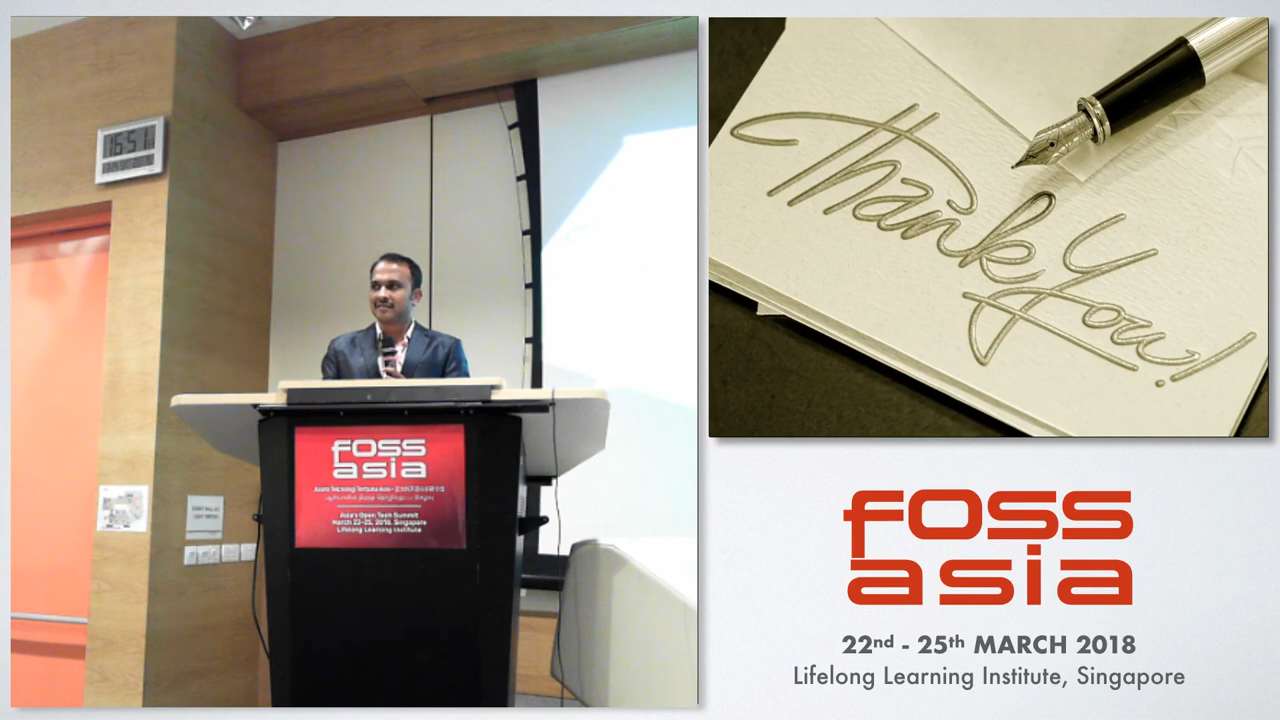 16:51
foss
asia
Asia's Open Tech Summit
March 22-25, 2018, Singapore
Lifelong Learning Institute
Thank You!
foss
asia
22nd - 25th MARCH 2018
Lifelong Learning Institute, Singapore